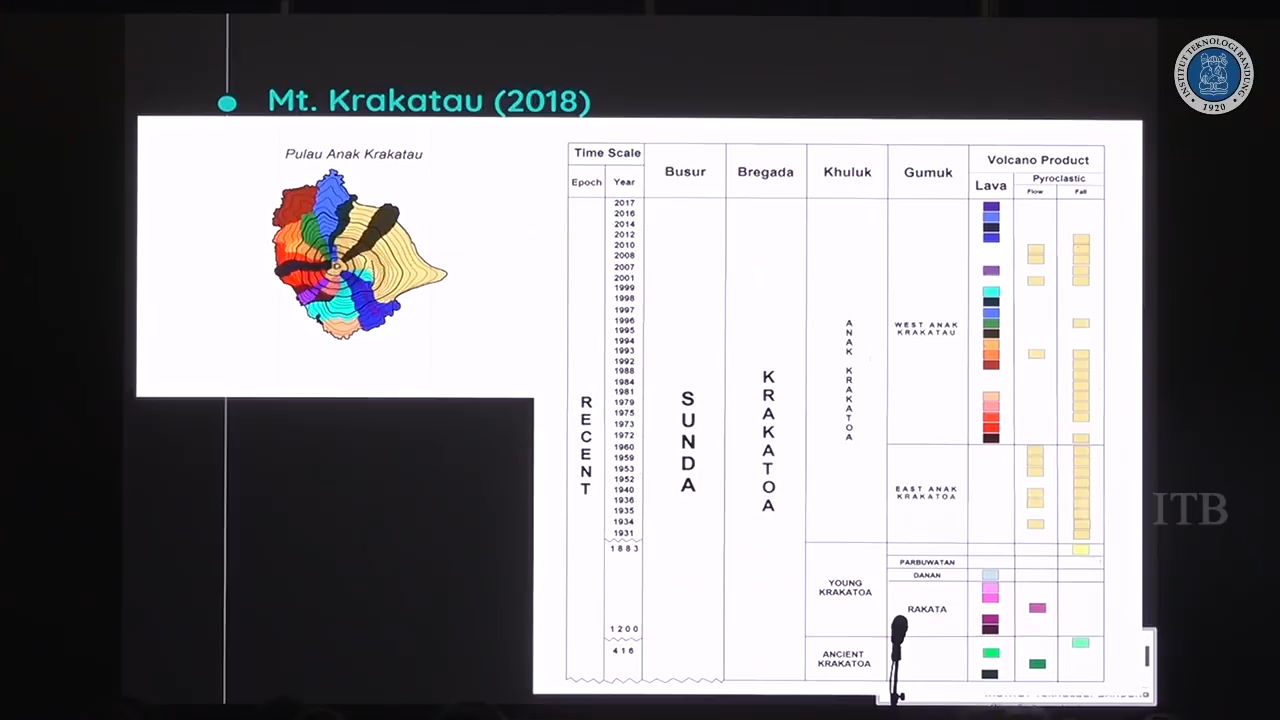 INSTITUT TEKNOLOGI BANDUNG
1920
Mt. Krakatau (2018)
Pulau Anak Krakatau
Time Scale
Epoch
Year
Busur
Bregada
Khuluk
Gumuk
Volcano Product
Lava
Pyroclastic
Flow
Fall
2017
2016
2014
2012
2010
2008
2007
2001
1999
1998
1997
1996
1995
1994
1993
1992
1988
1984
1981
1979
1975
1973
1972
1960
1959
1953
1952
1940
1936
1935
1934
1931
1883
1200
416
RECENT
SUNDA
KRAKATOA
ANAK KRAKATOA
WEST ANAK
KRAKATAU
EAST ANAK
KRAKATOA
YOUNG
KRAKATOA
PARBUWATAN
DANAN
RAKATA
ANCIENT
KRAKATOA
ITB